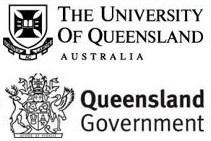 THE UNIVERSITY
OF QUEENSLAND
AUSTRALIA
Queensland
Government